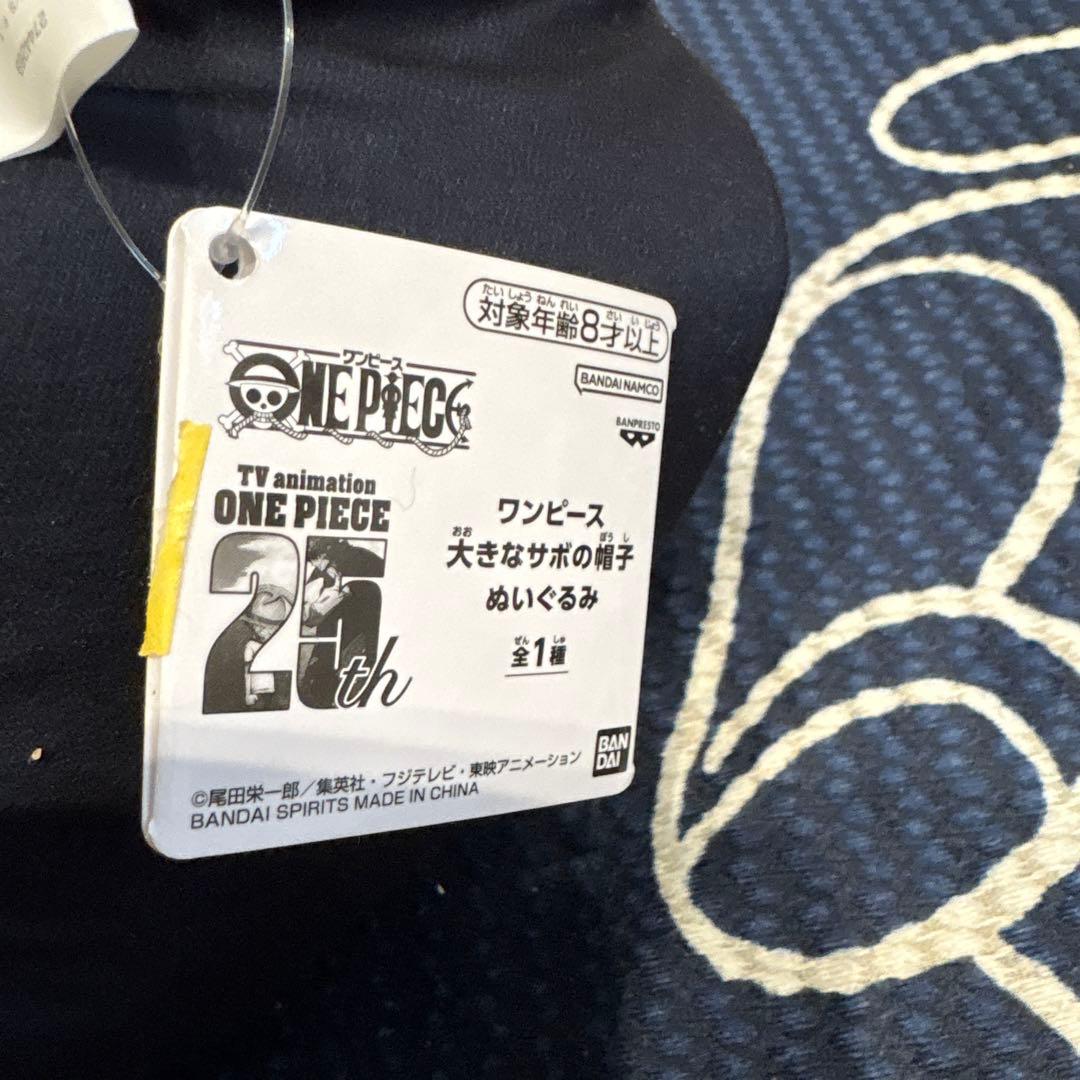 たいしょうねんれい さいいじょう
対象年齢8才以上
ワンピース
ONE PIECE
BANDAI NAMCO
BANPRESTO
TV animation
ONE PIECE
25th
ワンピース
おお ぼうし
大きなサボの帽子
ぬいぐるみ
ぜん しゅ
全1種
BAN
DAI
©尾田栄一郎／集英社・フジテレビ・東映アニメーション
BANDAI SPIRITS MADE IN CHINA